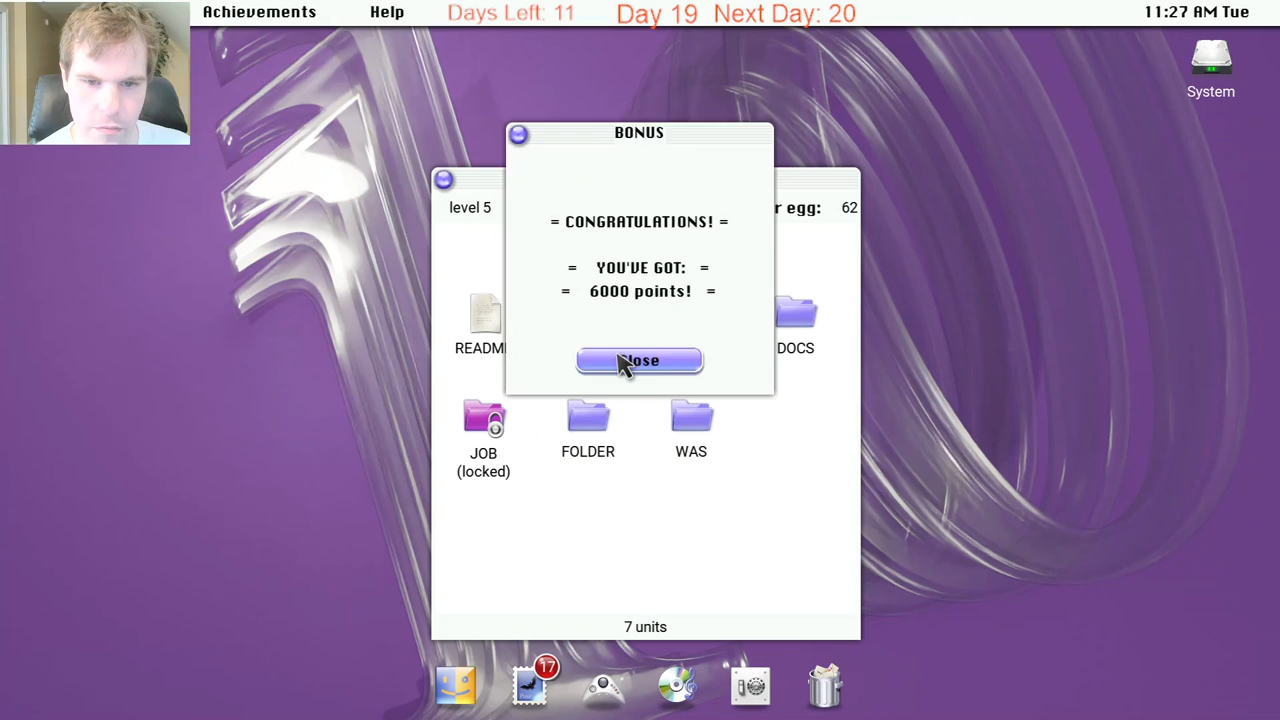 Achievements Help Days Left: 11 Day 19 Next Day: 20 11:27 AM Tue
System
BONUS
level 5 r egg: 62
= CONGRATULATIONS! =
= YOU'VE GOT: =
= 6000 points! =
READM DOCS
Close
JOB FOLDER WAS
(locked)
7 units
17